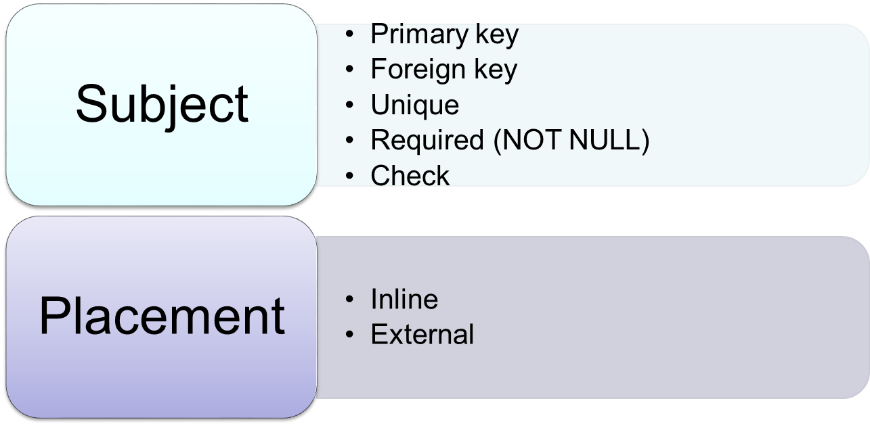 Subject
• Primary key
• Foreign key
• Unique
• Required (NOT NULL)
• Check
Placement
• Inline
• External